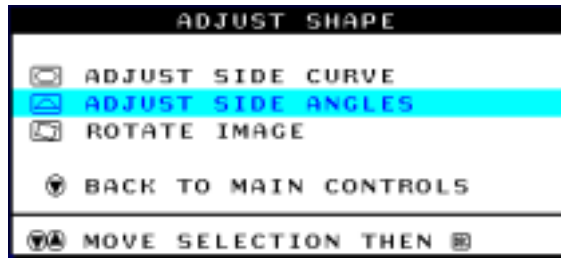 ADJUST SHAPE
ADJUST SIDE CURVE
ADJUST SIDE ANGLES
ROTATE IMAGE
BACK TO MAIN CONTROLS
MOVE SELECTION THEN